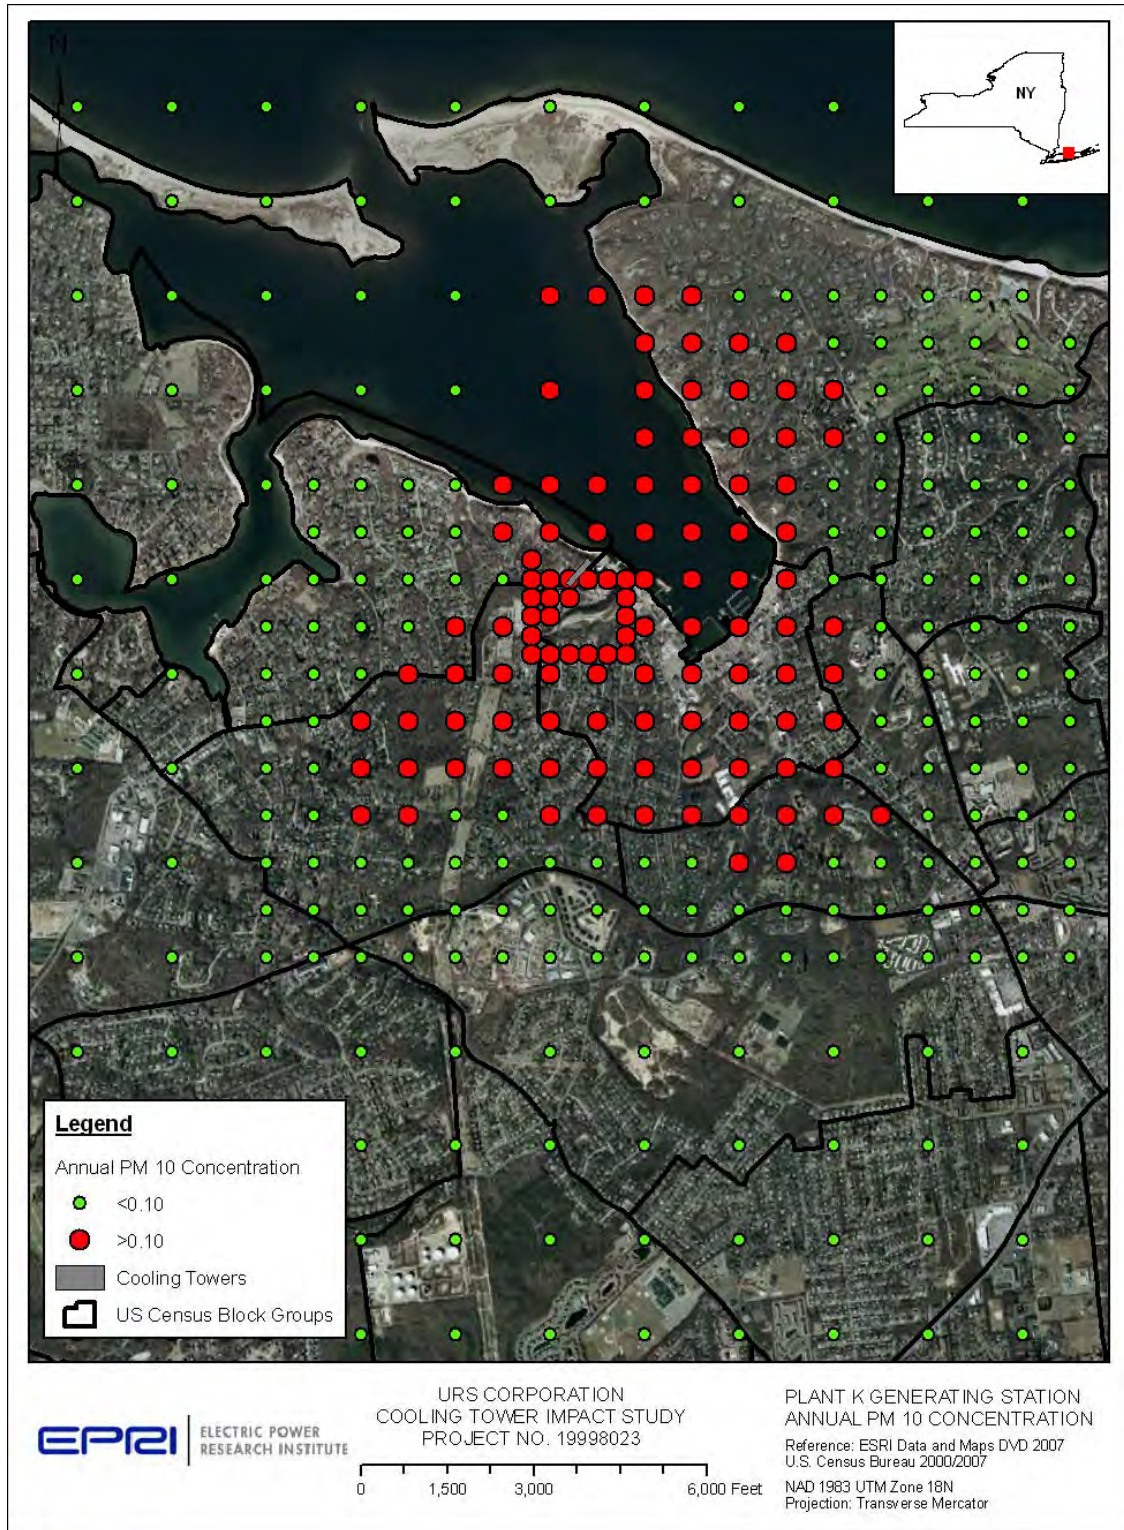 N
NY
Legend
Annual PM 10 Concentration
<0.10
>0.10
Cooling Towers
US Census Block Groups
EPRI
ELECTRIC POWER
RESEARCH INSTITUTE
URS CORPORATION
COOLING TOWER IMPACT STUDY
PROJECT NO. 19998023
0 1,500 3,000 6,000 Feet
PLANT K GENERATING STATION
ANNUAL PM 10 CONCENTRATION
Reference: ESRI Data and Maps DVD 2007
U.S. Census Bureau 2000/2007
NAD 1983 UTM Zone 18N
Projection: Transverse Mercator